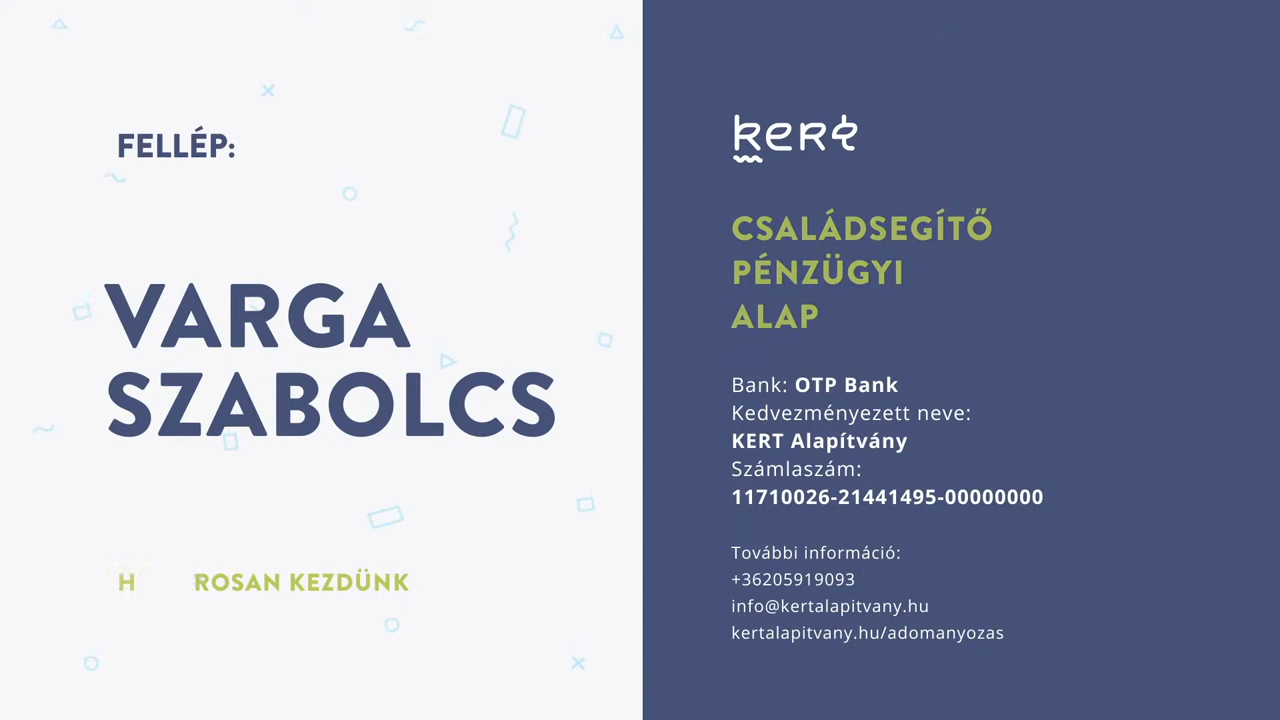 FELLÉP:
VARGA
SZABOLCS
H ROSAN KEZDÜNK
kert
CSALÁDSEGÍTŐ
PÉNZÜGYI
ALAP
Bank: OTP Bank
Kedvezményezett neve:
KERT Alapítvány
Számlaszám:
11710026-21441495-00000000
További információ:
+36205919093
info@kertalapitvany.hu
kertalapitvany.hu/adomanyozas